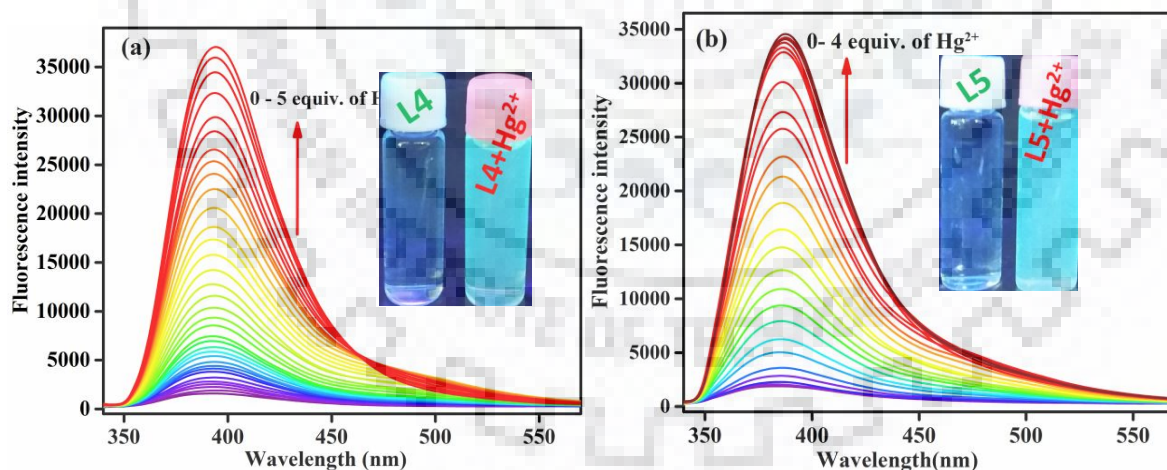 (a)
0 - 5 equiv. of H
L4
L4+Hg²⁺
Fluorescence intensity
35000
30000
25000
20000
15000
10000
5000
0
350
400
450
500
550
Wavelength (nm)
(b)
0- 4 equiv. of Hg²⁺
L5
L5+Hg²⁺
Fluorescence intensity
35000
30000
25000
20000
15000
10000
5000
0
350
400
450
500
550
Wavelength(nm)